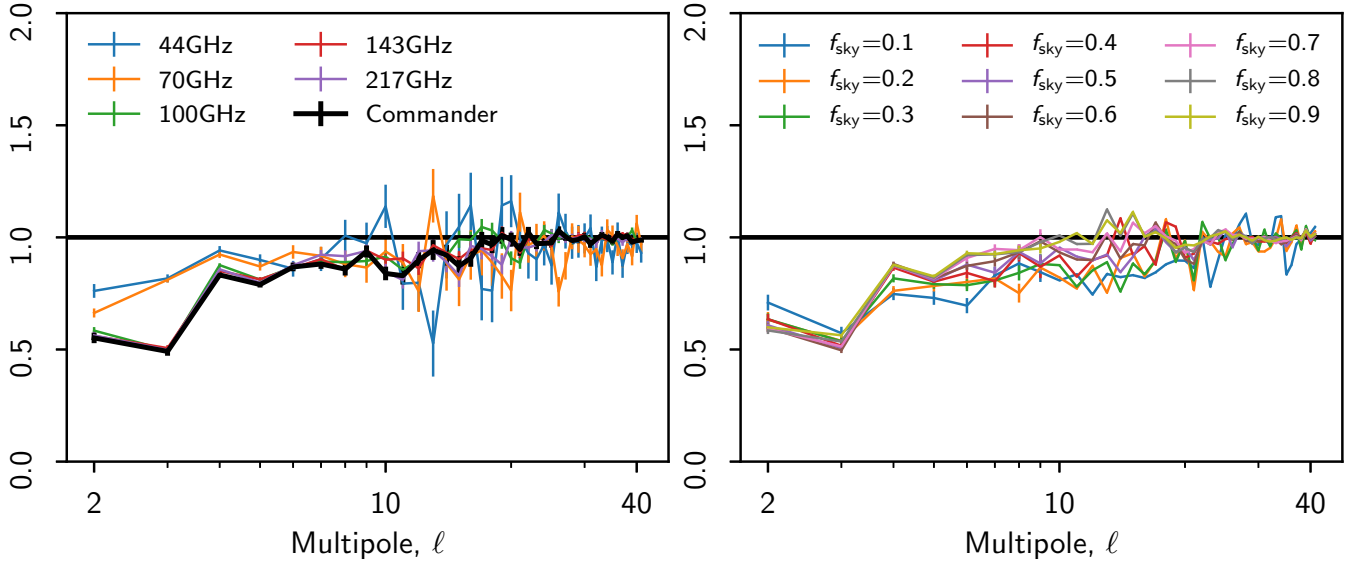 2.0
1.5
1.0
0.5
0.0
44GHz
70GHz
100GHz
143GHz
217GHz
Commander
2
10
40
Multipole, ℓ
2.0
1.5
1.0
0.5
0.0
fsky=0.1
fsky=0.2
fsky=0.3
fsky=0.4
fsky=0.5
fsky=0.6
fsky=0.7
fsky=0.8
fsky=0.9
2
10
40
Multipole, ℓ